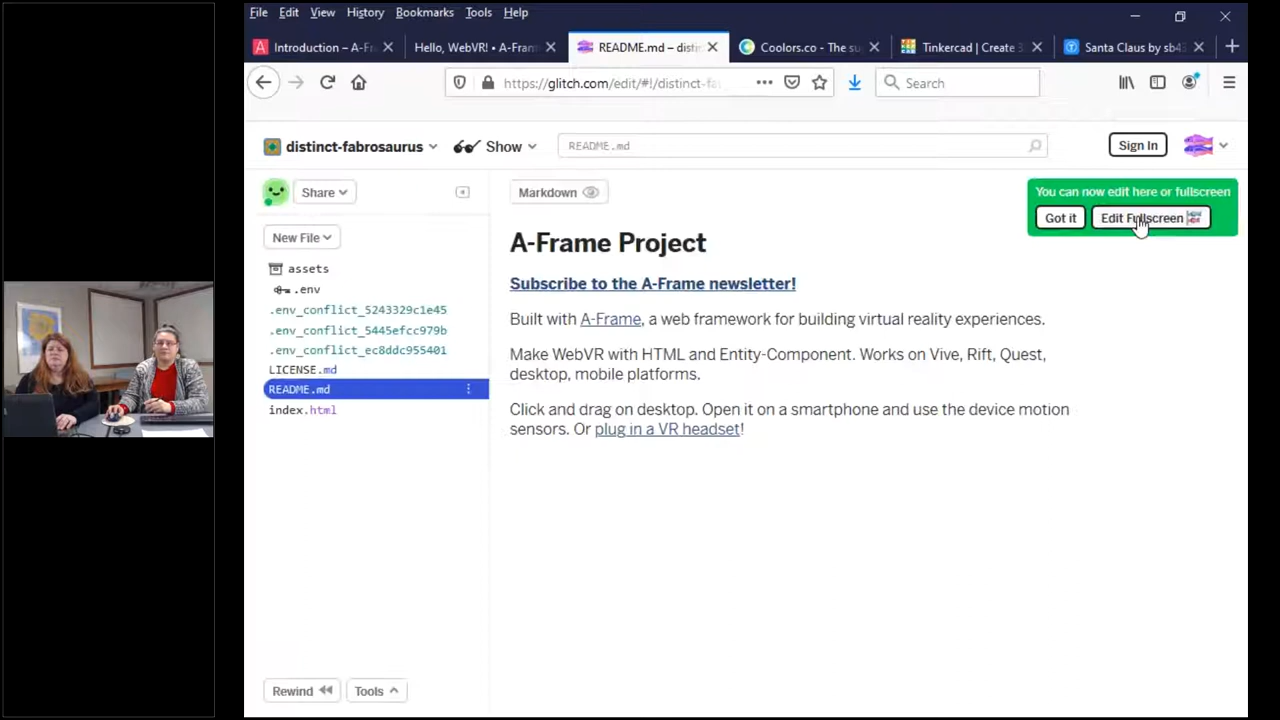 File Edit View History Bookmarks Tools Help
Introduction – A-Fr
Hello, WebVR! • A-Fram
README.md – disti
Coolors.co - The su
Tinkercad | Create 3
Santa Claus by sb4
https://glitch.com/edit/#!/distinct-fa
Search
distinct-fabrosaurus
Show
README.md
Sign In
Share
Markdown
You can now edit here or fullscreen
Got it
Edit Fullscreen
New File
assets
.env
.env_conflict_5243329c1e45
.env_conflict_5445efcc979b
.env_conflict_ec8ddc955401
LICENSE.md
README.md
index.html
A-Frame Project
Subscribe to the A-Frame newsletter!
Built with A-Frame, a web framework for building virtual reality experiences.
Make WebVR with HTML and Entity-Component. Works on Vive, Rift, Quest,
desktop, mobile platforms.
Click and drag on desktop. Open it on a smartphone and use the device motion
sensors. Or plug in a VR headset!
Rewind
Tools